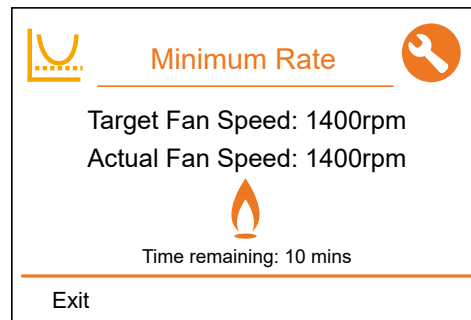 Minimum Rate
Target Fan Speed: 1400rpm
Actual Fan Speed: 1400rpm
Time remaining: 10 mins
Exit